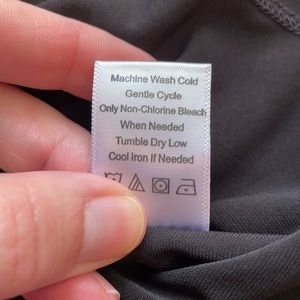 Machine Wash Cold
Gentle Cycle
Only Non-Chlorine Bleach
When Needed
Tumble Dry Low
Cool Iron If Needed